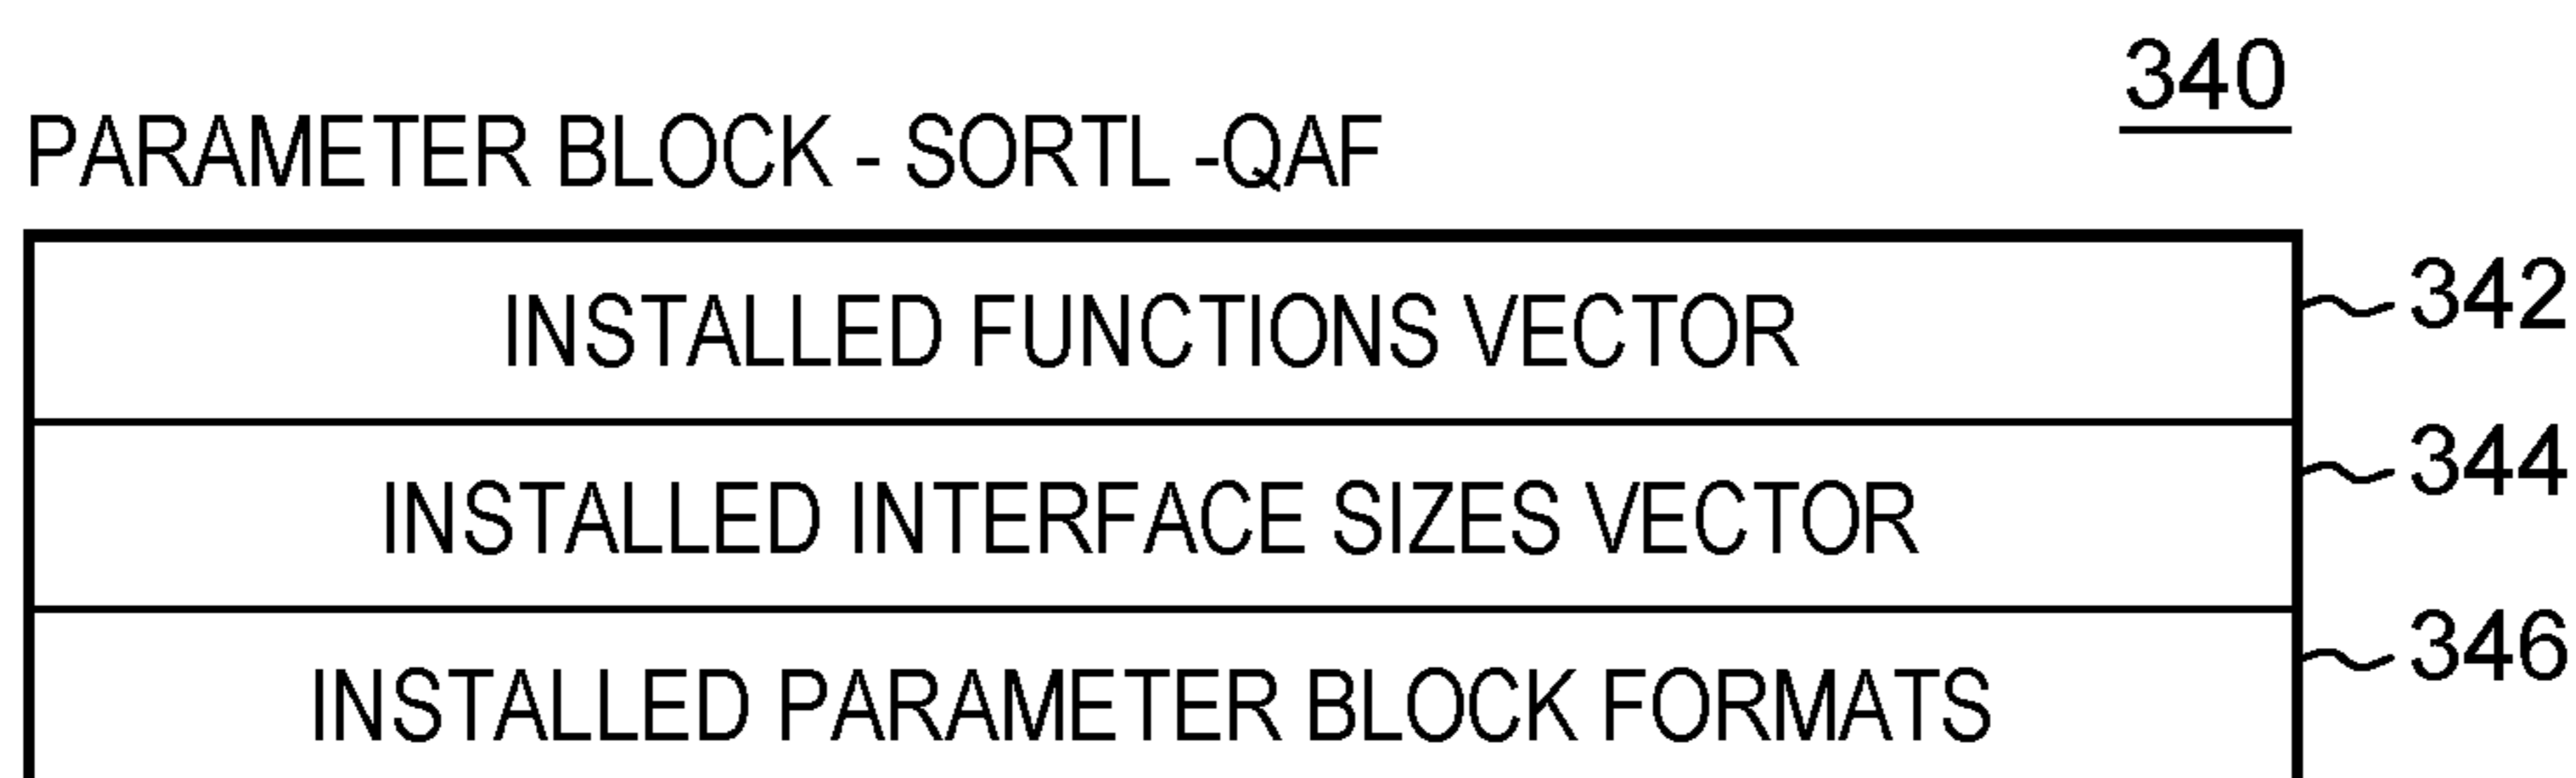 340
PARAMETER BLOCK - SORTL -QAF
INSTALLED FUNCTIONS VECTOR 342
INSTALLED INTERFACE SIZES VECTOR 344
INSTALLED PARAMETER BLOCK FORMATS 346